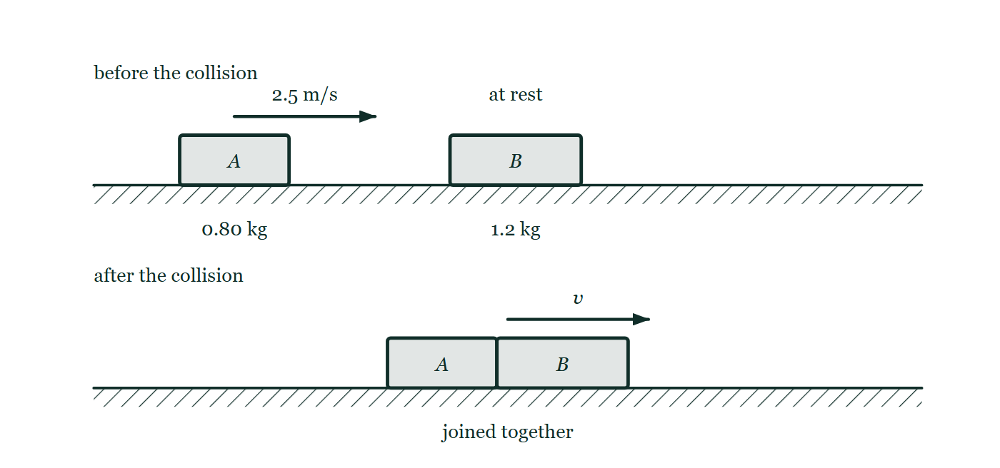 before the collision
2.5 m/s
at rest
A
B
0.80 kg
1.2 kg
after the collision
v
A
B
joined together